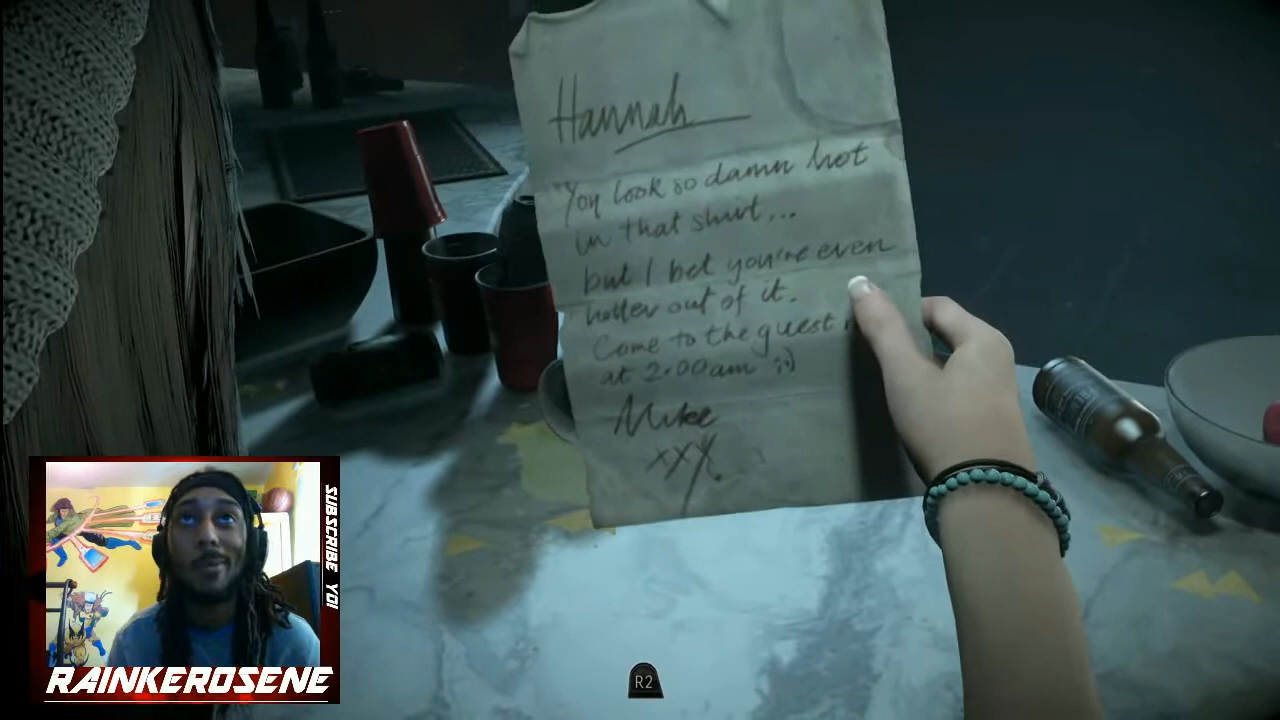 Hannah
You look so damn hot
in that shirt...
but I bet you're even
hotter out of it.
Come to the guest
at 2.00am ;)
Mike
xxx.
SUBSCRIBE YO!
RAINKEROSENE
R2